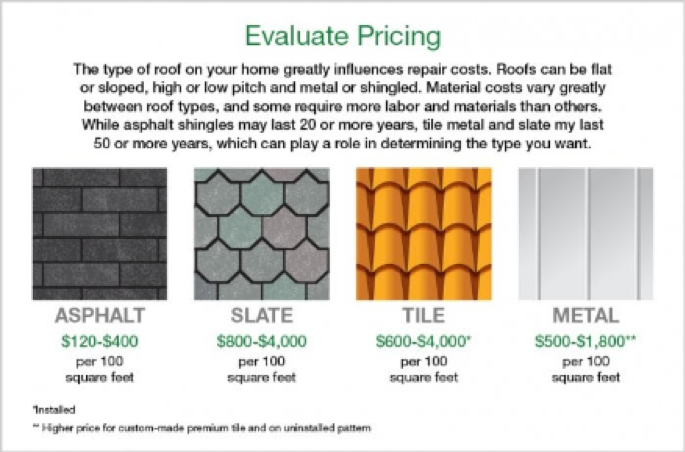 Evaluate Pricing
The type of roof on your home greatly influences repair costs. Roofs can be flat
or sloped, high or low pitch and metal or shingled. Material costs vary greatly
between roof types, and some require more labor and materials than others.
While asphalt shingles may last 20 or more years, tile metal and slate my last
50 or more years, which can play a role in determining the type you want.
ASPHALT
$120-$400
per 100
square feet
SLATE
$800-$4,000
per 100
square feet
TILE
$600-$4,000*
per 100
square feet
METAL
$500-$1,800**
per 100
square feet
*Installed
** Higher price for custom-made premium tile and on uninstalled pattern